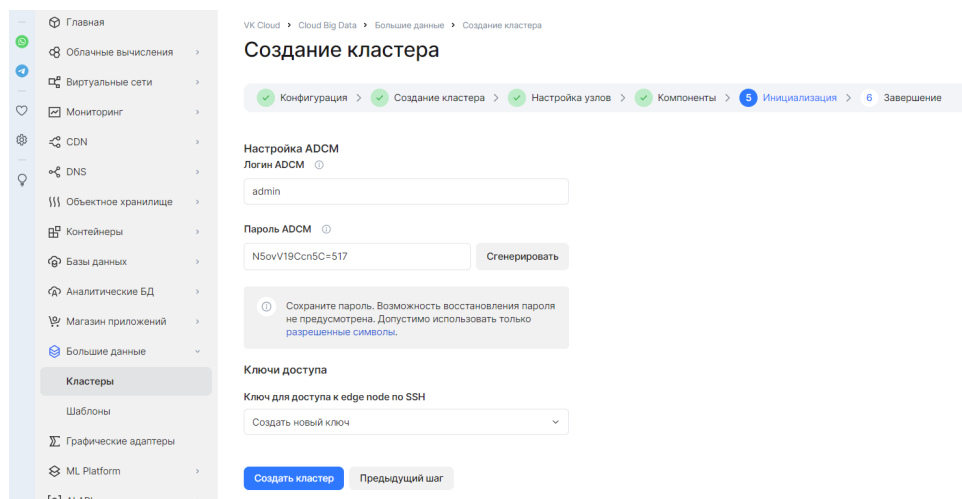 Главная
Облачные вычисления
Виртуальные сети
Мониторинг
CDN
DNS
Объектное хранилище
Контейнеры
Базы данных
Аналитические БД
Магазин приложений
Большие данные
Кластеры
Шаблоны
Графические адаптеры
ML Platform
VK Cloud > Cloud Big Data > Большие данные > Создание кластера
Создание кластера
Конфигурация > Создание кластера > Настройка узлов > Компоненты > 5 Инициализация > 6 Завершение
Настройка ADCM
Логин ADCM
admin
Пароль ADCM
N5ovV19Ccn5C=517 Сгенерировать
Сохраните пароль. Возможность восстановления пароля
не предусмотрена. Допустимо использовать только
разрешенные символы.
Ключи доступа
Ключ для доступа к edge node по SSH
Создать новый ключ
Создать кластер Предыдущий шаг